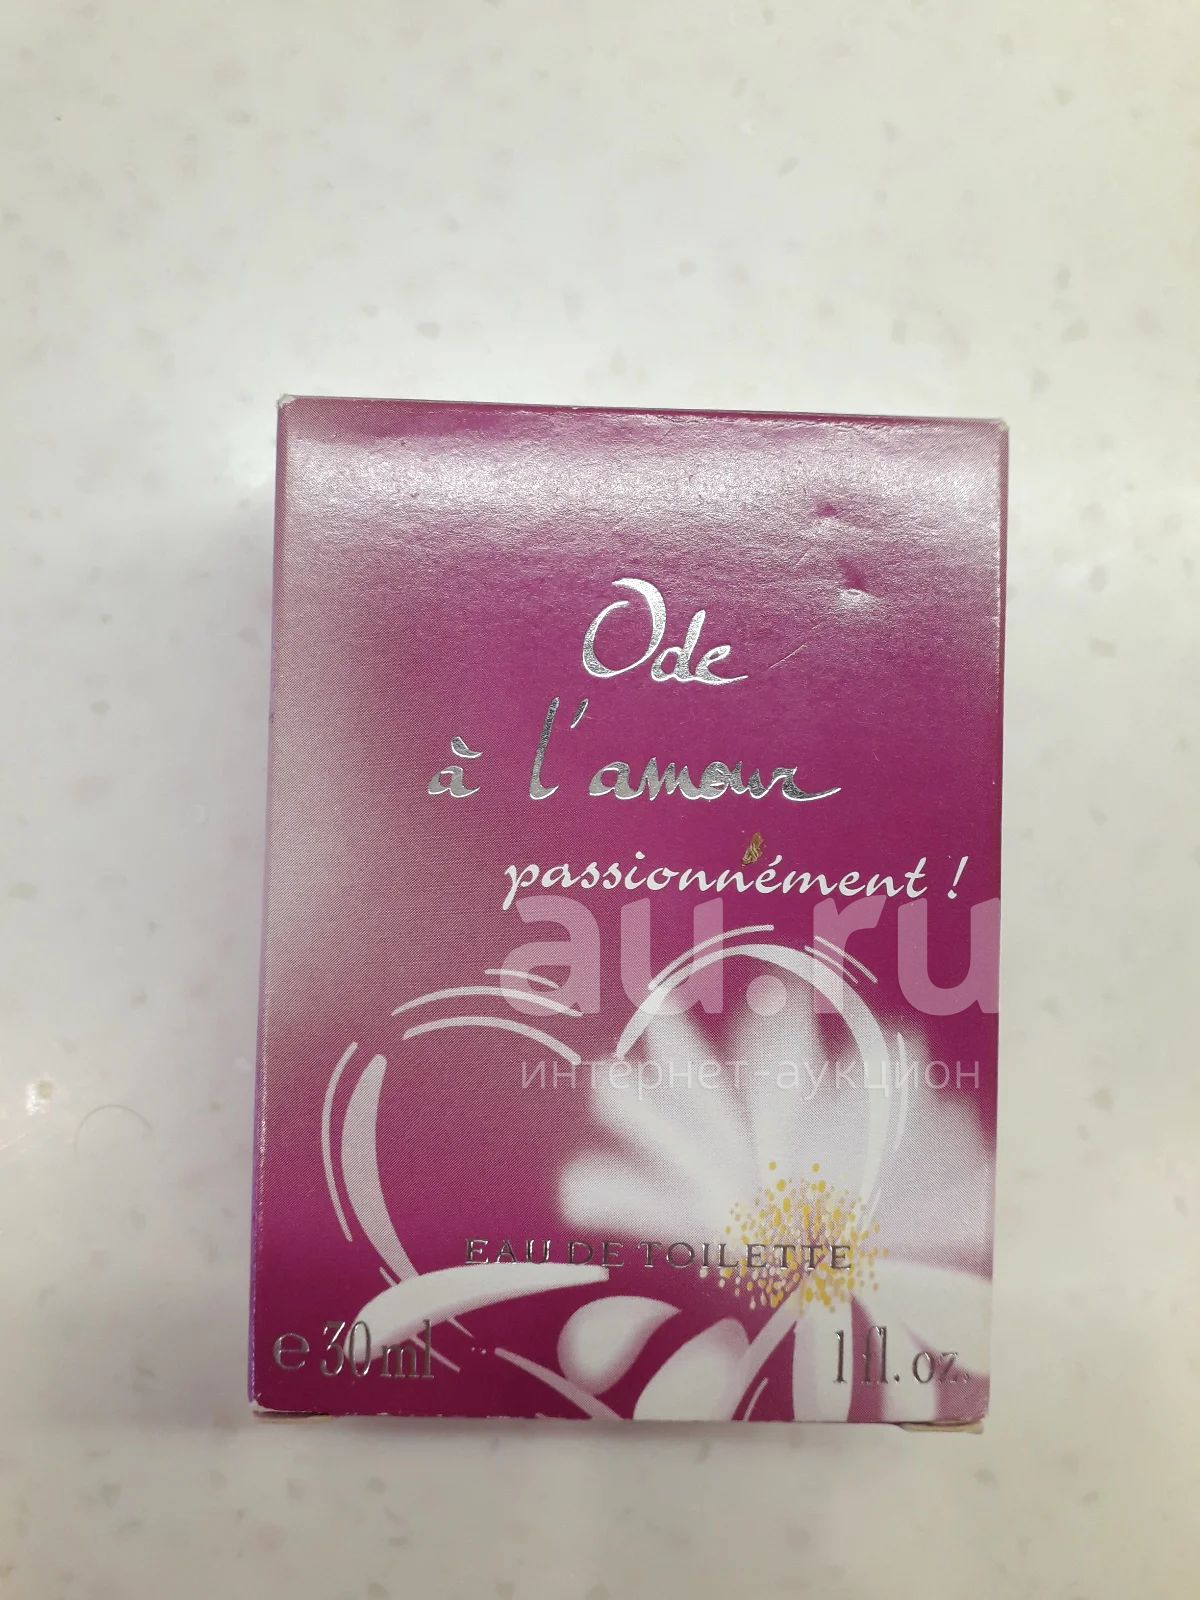 Ode
à l'amour
passionnément !
au.ru
интернет-аукцион
EAU DE TOILETTE
e 30 ml
1 fl. oz.